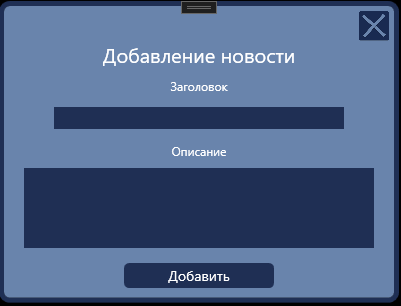 Добавление новости
Заголовок
Описание
Добавить